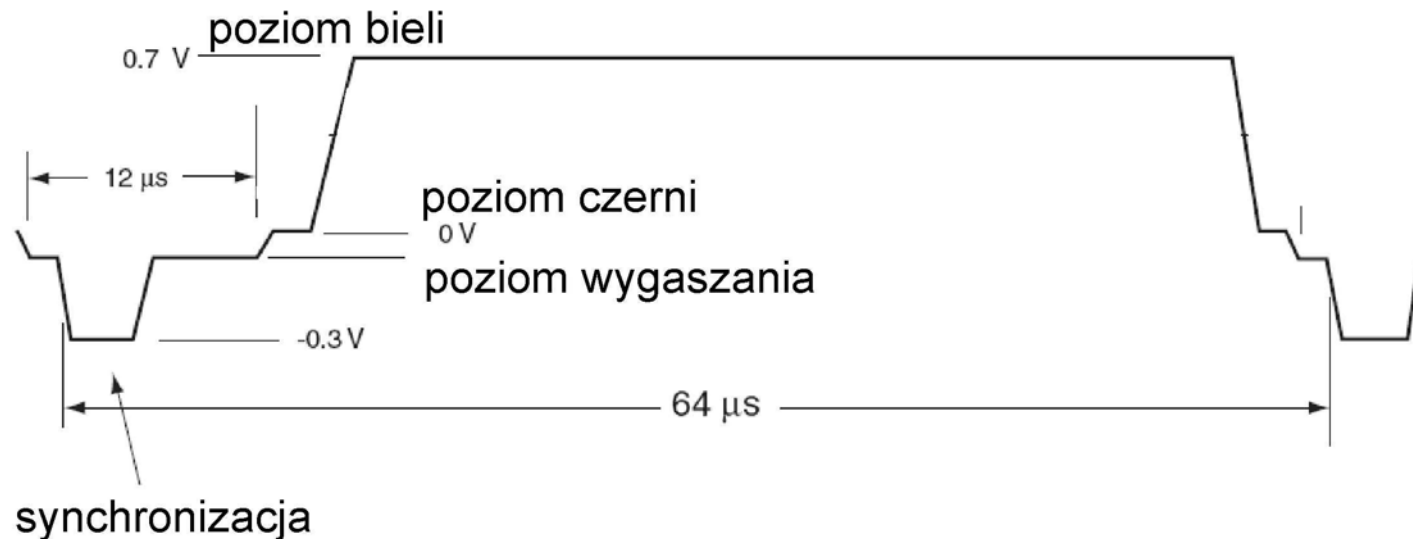 poziom bieli
0.7 V
12 µs
poziom czerni
0 V
poziom wygaszania
-0.3 V
64 µs
synchronizacja